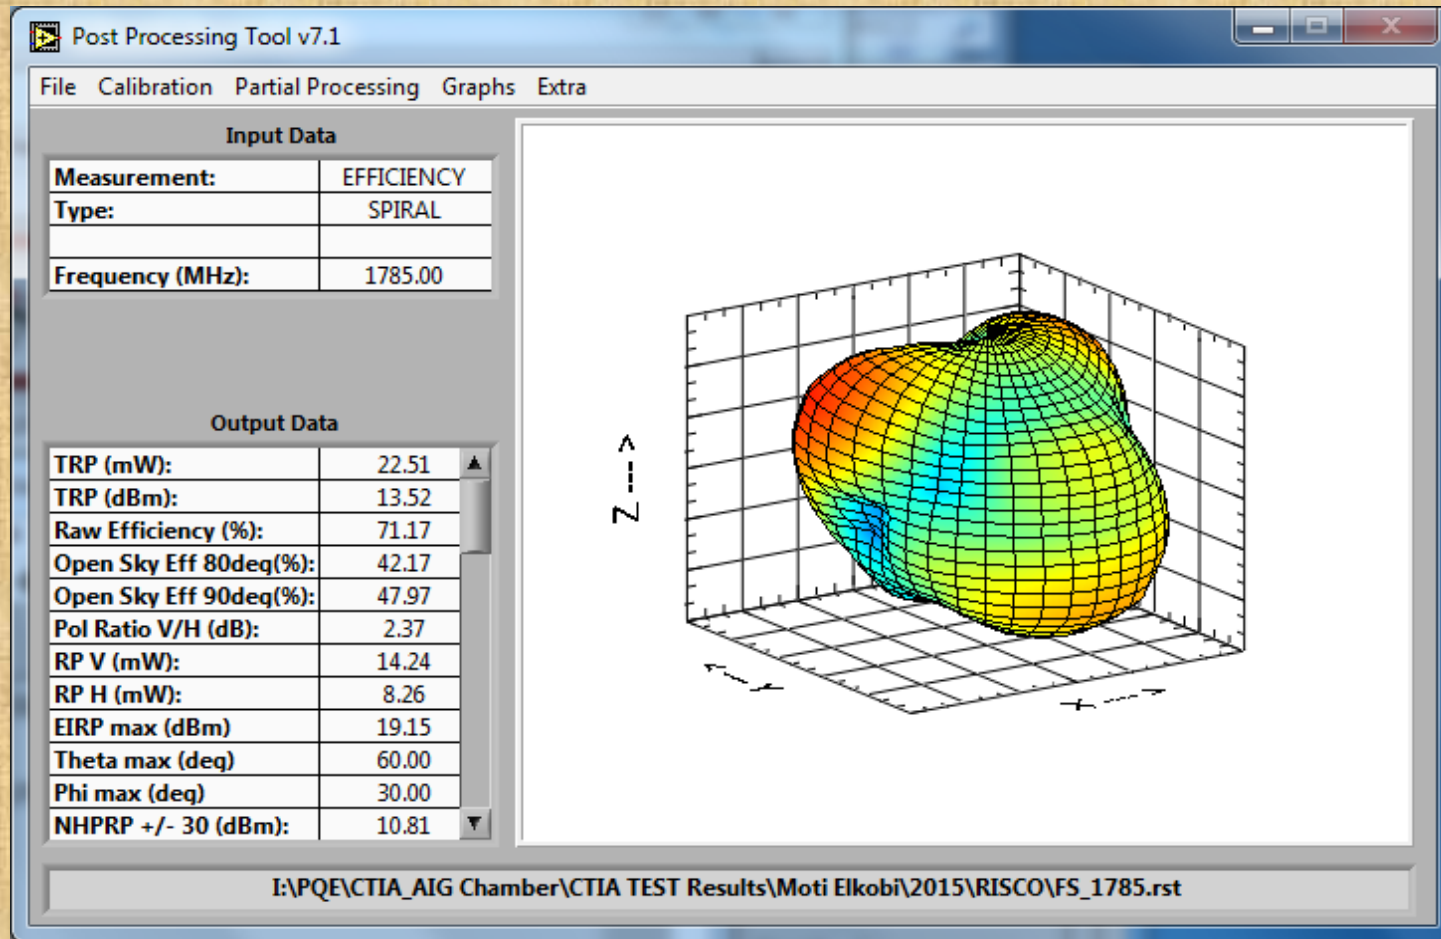 Post Processing Tool v7.1
File Calibration Partial Processing Graphs Extra
Input Data
Measurement: EFFICIENCY
Type: SPIRAL
Frequency (MHz): 1785.00
Output Data
TRP (mW): 22.51
TRP (dBm): 13.52
Raw Efficiency (%): 71.17
Open Sky Eff 80deg(%): 42.17
Open Sky Eff 90deg(%): 47.97
Pol Ratio V/H (dB): 2.37
RP V (mW): 14.24
RP H (mW): 8.26
EIRP max (dBm) 19.15
Theta max (deg) 60.00
Phi max (deg) 30.00
NHPRP +/- 30 (dBm): 10.81
Z ---->
<---- Y
X ---->
I:\PQE\CTIA_AIG Chamber\CTIA TEST Results\Moti Elkobi\2015\RISCO\FS_1785.rst